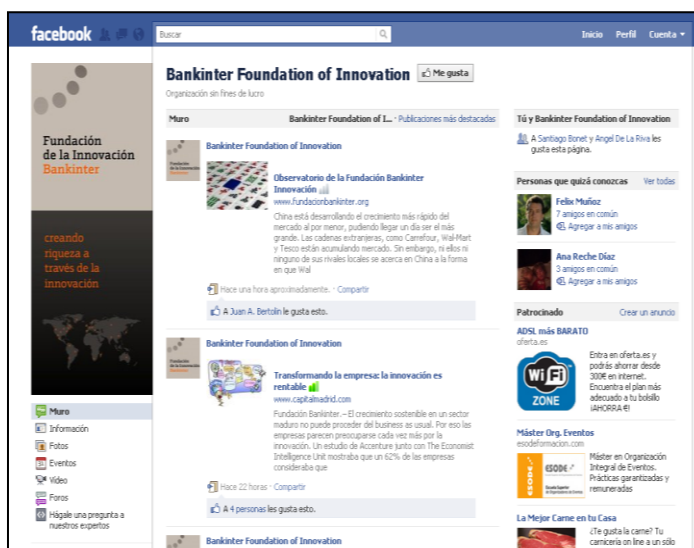 facebook
Buscar
Inicio Perfil Cuenta
Fundación
de la Innovación
Bankinter
creando
riqueza a
través de la
innovación
Muro
Información
Fotos
Eventos
Vídeo
Foros
Hágale una pregunta a
nuestros expertos
Bankinter Foundation of Innovation Me gusta
Organización sin fines de lucro
Muro Bankinter Foundation of I... · Publicaciones más destacadas
Bankinter Foundation of Innovation
Observatorio de la Fundación Bankinter
Innovación
www.fundacionbankinter.org
China está desarrollando el crecimiento más rápido del
mercado al por menor, pudiendo llegar un día ser el más
grande. Las cadenas extranjeras, como Carrefour, Wal-Mart
y Tesco están acumulando mercado. Sin embargo, ni ellos ni
ninguno de sus rivales locales se acerca en China a la forma
en que Wal
Hace una hora aproximadamente. · Compartir
A Juan A. Bertolin le gusta esto.
Bankinter Foundation of Innovation
Transformando la empresa: la innovación es
rentable
www.capitalmadrid.com
Fundación Bankinter.– El crecimiento sostenible en un sector
maduro no puede proceder del business as usual. Por eso las
empresas parecen preocuparse cada vez más por la
innovación. Un estudio de Accenture junto con The Economist
Intelligence Unit mostraba que un 62% de las empresas
consideraba que
Hace 22 horas · Compartir
A 4 personas les gusta esto.
Bankinter Foundation of Innovation
Tú y Bankinter Foundation of Innovation
A Santiago Bonet y Angel De La Riva les
gusta esta página.
Personas que quizá conozcas Ver todas
Felix Muñoz
7 amigos en común
Agregar a mis amigos
Ana Reche Díaz
3 amigos en común
Agregar a mis amigos
Patrocinado Crear un anuncio
ADSL más BARATO
oferta.es
Wi Fi
ZONE
Entra en oferta.es y
podrás ahorrar desde
300€ en internet.
Encuentra el plan más
adecuado a tu bolsillo
¡AHORRA €!
Máster Org. Eventos
esodeformacion.com
ESODE
Máster en Organización
Integral de Eventos.
Prácticas garantizadas y
remuneradas
La Mejor Carne en tu Casa
¿Te gusta la carne? Tu
carnicería on line a un sólo